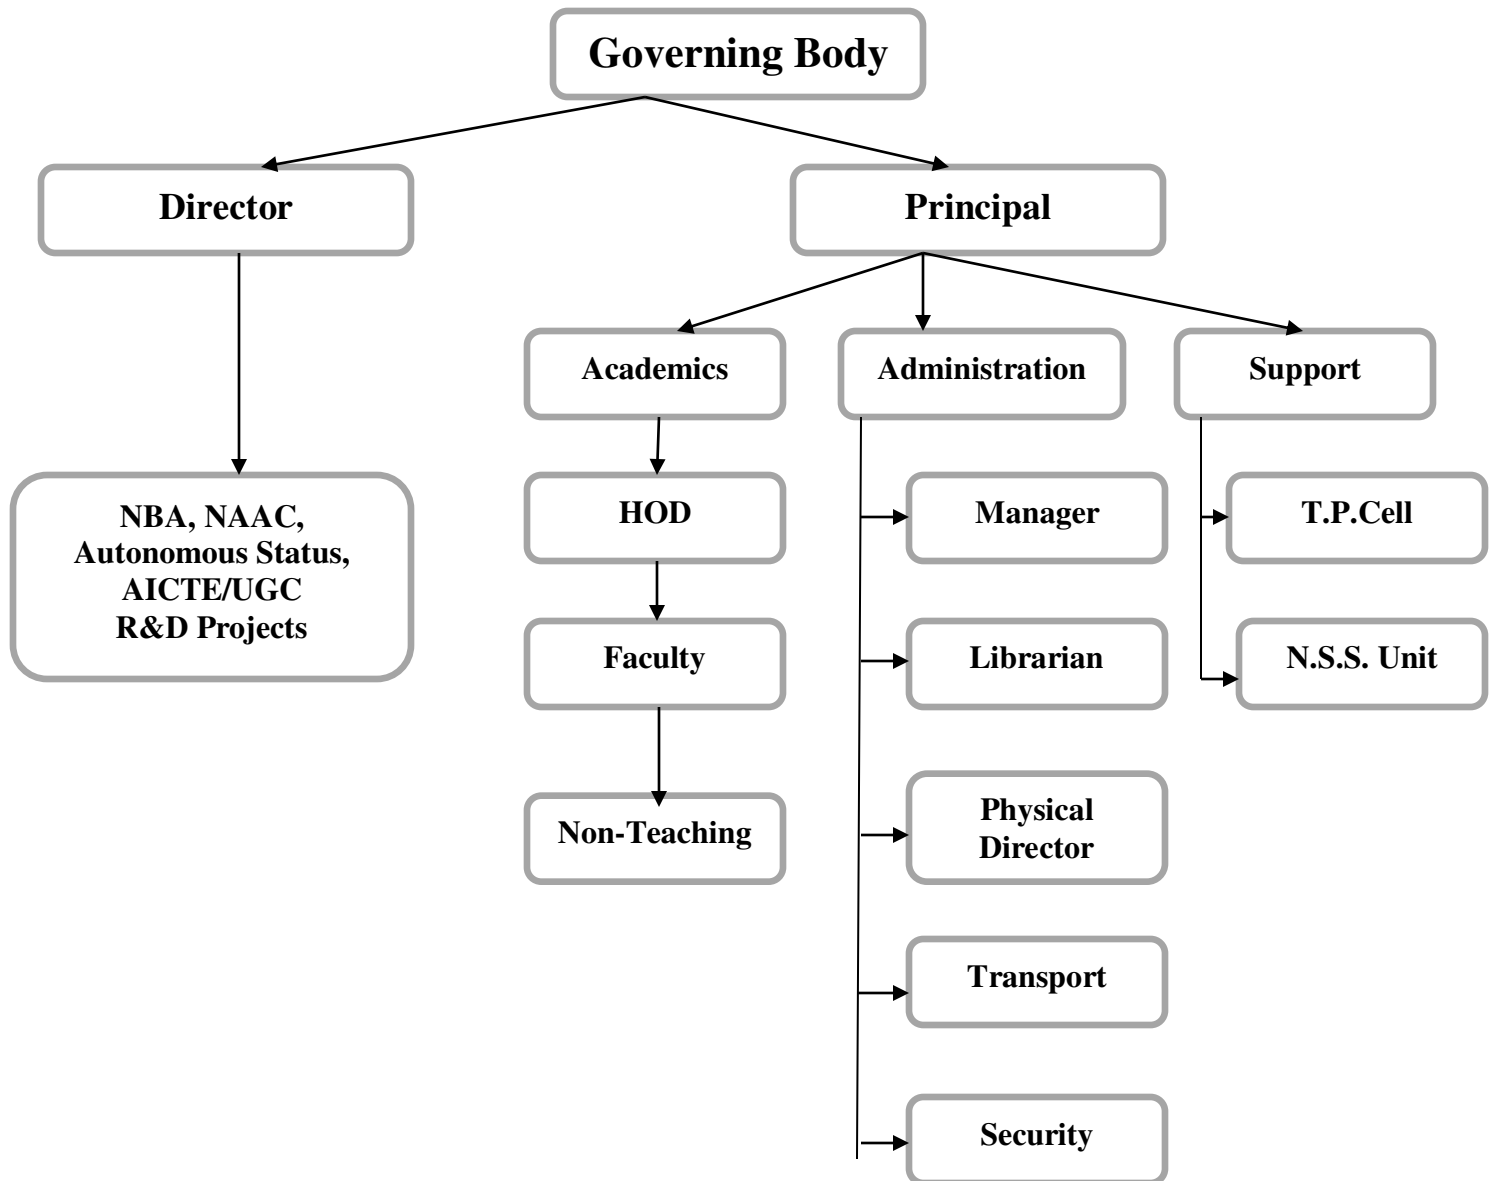 Governing Body
Director
Principal
Academics
Administration
Support
NBA, NAAC,
Autonomous Status,
AICTE/UGC
R&D Projects
HOD
Manager
T.P.Cell
Faculty
Librarian
N.S.S. Unit
Non-Teaching
Physical
Director
Transport
Security